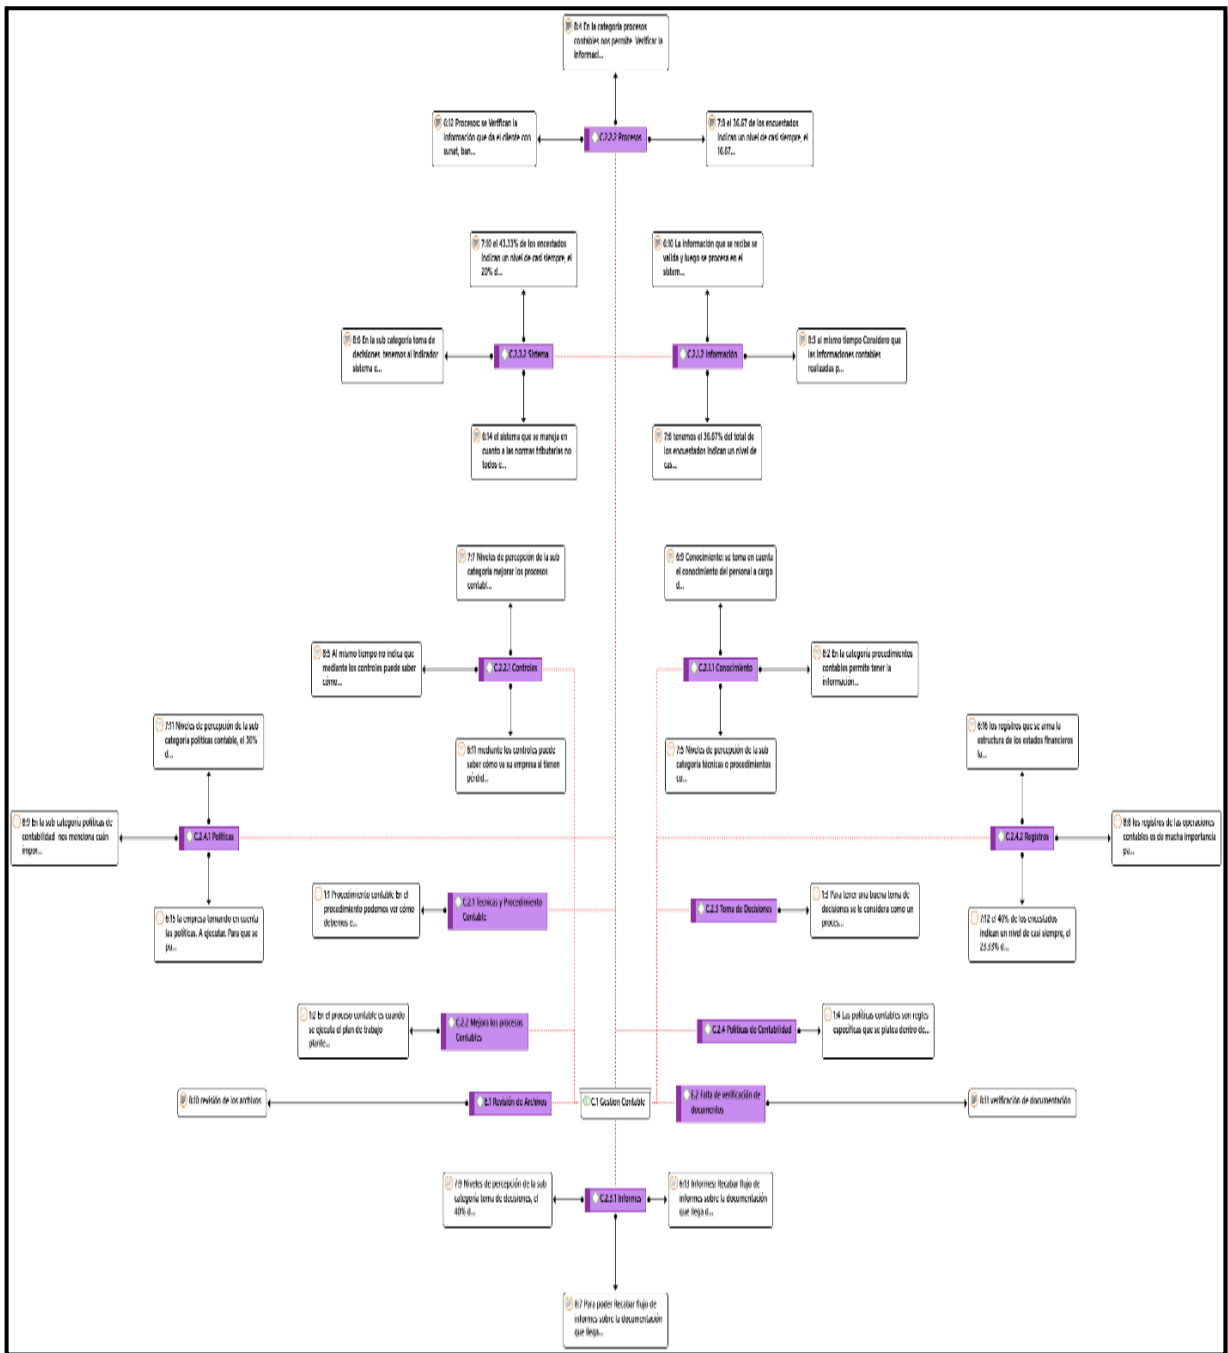 8:4 En la categoría procesos
contables nos permite Verificar la
informaci...
6:12 Procesos: se Verifican la
información que da el cliente con
sunat, ban...
C.2.2.2 Procesos
7:8 el 36.67 de los encuestados
indican un nivel de casi siempre, el
16.67...
7:10 el 43.33% de los encestados
indican un nivel de casi siempre, el
20% d...
6:10 La información que se recibe se
valida y luego se procesa en el
sistem...
8:6 En la sub categoría toma de
decisiones tenemos al indicador
sistema c...
C.2.3.2 Sistema
C.2.1.2 Información
8:3 al mismo tiempo Considero que
las informaciones contables
realizadas p...
6:14 el sistema que se maneja en
cuanto a las normas tributarias no
todos c...
7:6 tenemos el 36.67% del total de
los encuestados indican un nivel de
cas...
7:7 Niveles de percepción de la sub
categoría mejorar los procesos
contabl...
6:9 Conocimiento: se toma en cuenta
el conocimiento del personal a cargo
d...
8:5 Al mismo tiempo no indica que
mediante los controles puede saber
cómo...
C.2.2.1 Controles
C.2.1.1 Conocimiento
8:2 En la categoría procedimientos
contables permite tener la
información...
7:11 Niveles de percepción de la sub
categoría políticas contable, el 30%
d...
6:11 mediante los controles puede
saber cómo va su empresa si tienen
pérdid...
7:5 Niveles de percepción de la sub
categoría técnicas o procedimientos
co...
6:16 los registros que se arma la
estructura de los estados financieros
lu...
8:9 En la sub categoría políticas de
contabilidad nos menciona cuán
impor...
C.2.4.1 Políticas
C.2.4.2 Registros
8:8 los registros de las operaciones
contables es de mucha importancia
pa...
6:15 la empresa tomando en cuenta
las políticas. A ejecutar. Para que se
pu...
1:1 Procedimiento contable En el
procedimiento podemos ver cómo
debemos e...
C.2.1 Técnicas y Procedimiento
Contable
C.2.3 Toma de Decisiones
1:3 Para tener una buena toma de
decisiones se le considera como un
proces...
7:12 el 40% de los encestados
indican un nivel de casi siempre, el
23.33% d...
1:2 En el proceso contable es cuando
se ejecuta el plan de trabajo
plante...
C.2.2 Mejora los procesos
Contables
C.2.4 Políticas de Contabilidad
1:4 Las políticas contables son regles
específicas que se platea dentro de...
8:10 revisión de los archivos
E.1 Revisión de Archivos
C.1 Gestion Contable
E.2 Falta de verificación de
documentos
8:11 verificación de documentación
7:9 Niveles de percepción de la sub
categoría toma de decisiones, el
40% d...
C.2.3.1 Informes
6:13 Informes: Recabar flujo de
informes sobre la documentación
que llega d...
8:7 Para poder Recabar flujo de
informes sobre la documentación
que llega...